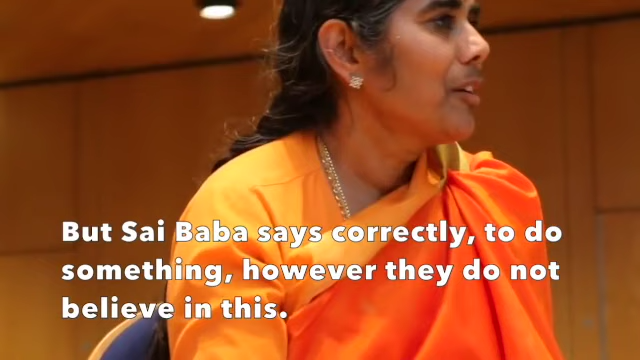 But Sai Baba says correctly, to do
something, however they do not
believe in this.